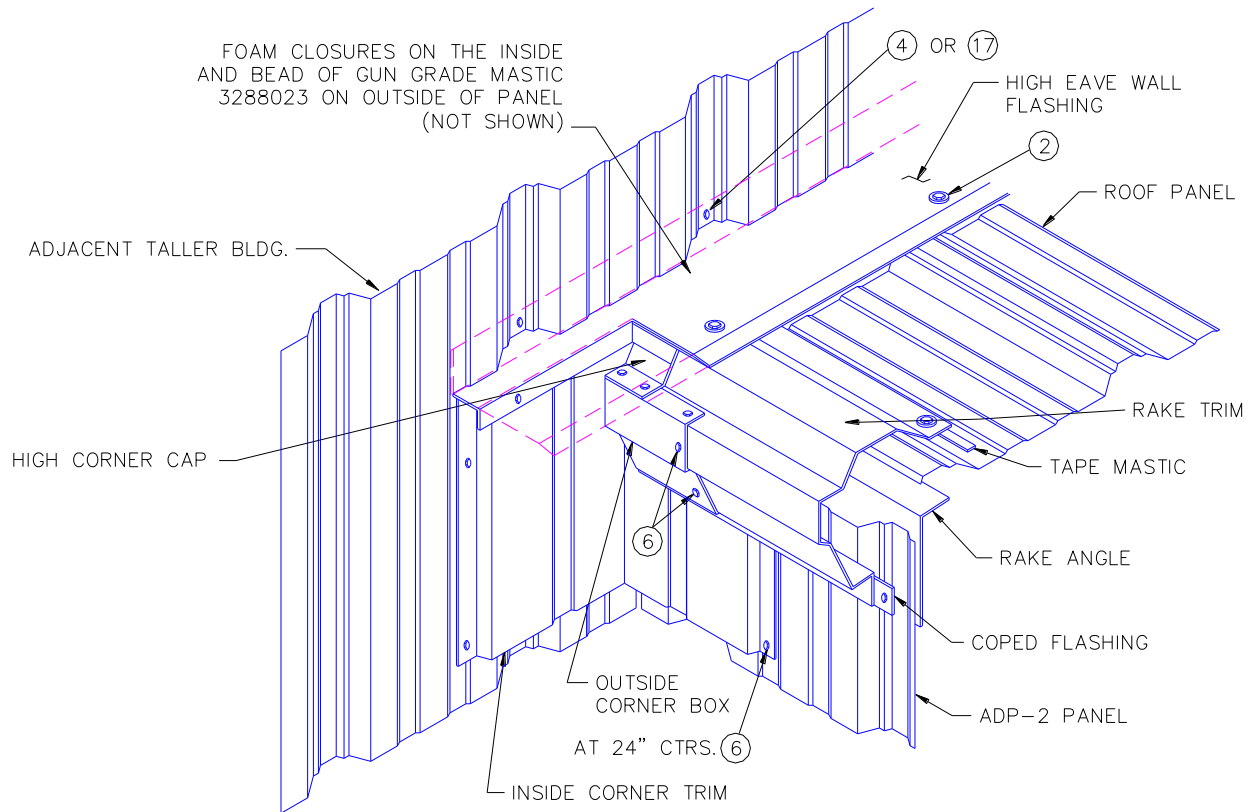 FOAM CLOSURES ON THE INSIDE
AND BEAD OF GUN GRADE MASTIC
3288023 ON OUTSIDE OF PANEL
(NOT SHOWN)
4 OR 17
HIGH EAVE WALL
FLASHING
2
ROOF PANEL
ADJACENT TALLER BLDG.
RAKE TRIM
HIGH CORNER CAP
TAPE MASTIC
6
RAKE ANGLE
COPED FLASHING
OUTSIDE
CORNER BOX
ADP-2 PANEL
AT 24" CTRS. 6
INSIDE CORNER TRIM